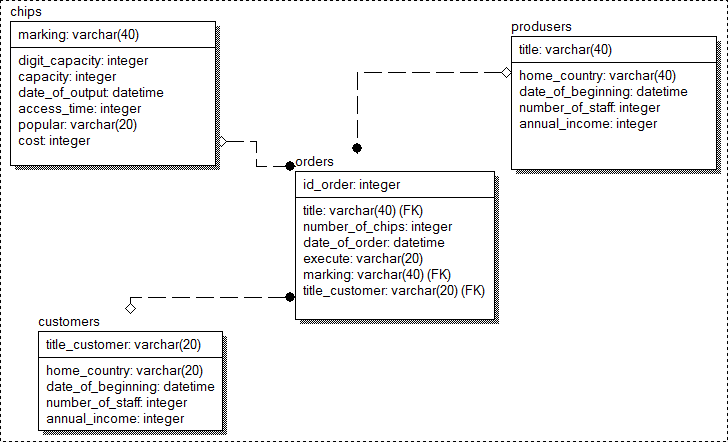 chips
marking: varchar(40)
digit_capacity: integer
capacity: integer
date_of_output: datetime
access_time: integer
popular: varchar(20)
cost: integer
produsers
title: varchar(40)
home_country: varchar(40)
date_of_beginning: datetime
number_of_staff: integer
annual_income: integer
orders
id_order: integer
title: varchar(40) (FK)
number_of_chips: integer
date_of_order: datetime
execute: varchar(20)
marking: varchar(40) (FK)
title_customer: varchar(20) (FK)
customers
title_customer: varchar(20)
home_country: varchar(20)
date_of_beginning: datetime
number_of_staff: integer
annual_income: integer